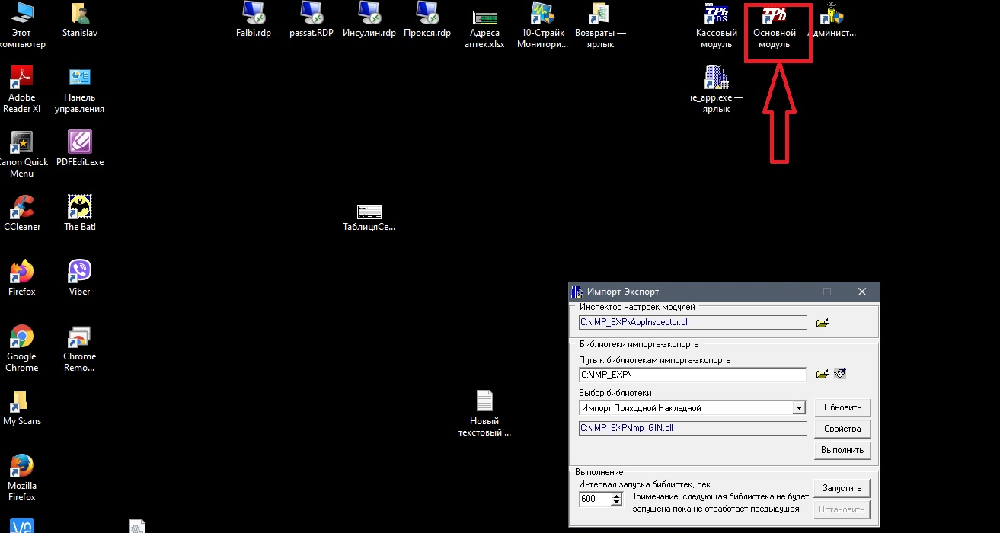 Этот
компьютер
Stanislav
Falbi.rdp
passat.RDP
Инсулин.rdp
Прокся.rdp
Адреса
аптек.xlsx
10-Страйк
Монитори...
Возвраты —
ярлык
TPh
POS
Кассовый
модуль
TPh
Основной
модуль
Админист...
Adobe
Reader XI
Панель
управления
ie_app.exe —
ярлык
Canon Quick
Menu
PDFEdit.exe
CCleaner
The Bat!
ТаблицяСе...
Firefox
Viber
Google
Chrome
Chrome
Remo...
My Scans
Новый
текстовый ...
Mozilla
Firefox
Импорт-Экспорт
Инспектор настроек модулей
C:\IMP_EXP\AppInspector.dll
Библиотеки импорта-экспорта
Путь к библиотекам импорта-экспорта
C:\IMP_EXP\
Выбор библиотеки
Импорт Приходной Накладной
Обновить
C:\IMP_EXP\Imp_GIN.dll
Свойства
Выполнить
Выполнение
Интервал запуска библиотек, сек
600
Примечание: следующая библиотека не будет
запущена пока не отработает предыдущая
Запустить
Остановить